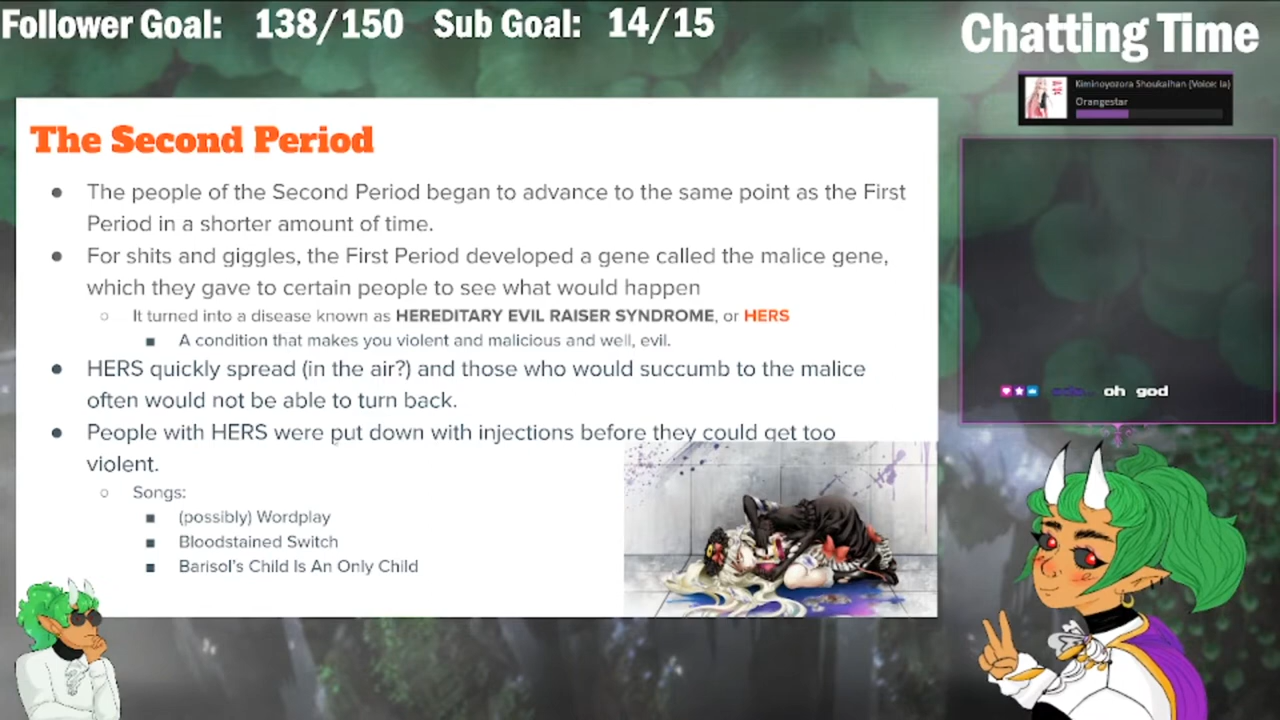 Follower Goal: 138/150 Sub Goal: 14/15
Chatting Time
Kiminoyozora Shoukaihan (Voice: Ia)
Orangestar
The Second Period
● The people of the Second Period began to advance to the same point as the First
Period in a shorter amount of time.
● For shits and giggles, the First Period developed a gene called the malice gene,
which they gave to certain people to see what would happen
○ It turned into a disease known as HEREDITARY EVIL RAISER SYNDROME, or HERS
■ A condition that makes you violent and malicious and well, evil.
● HERS quickly spread (in the air?) and those who would succumb to the malice
often would not be able to turn back.
● People with HERS were put down with injections before they could get too
violent.
○ Songs:
■ (possibly) Wordplay
■ Bloodstained Switch
■ Barisol's Child Is An Only Child
oh god